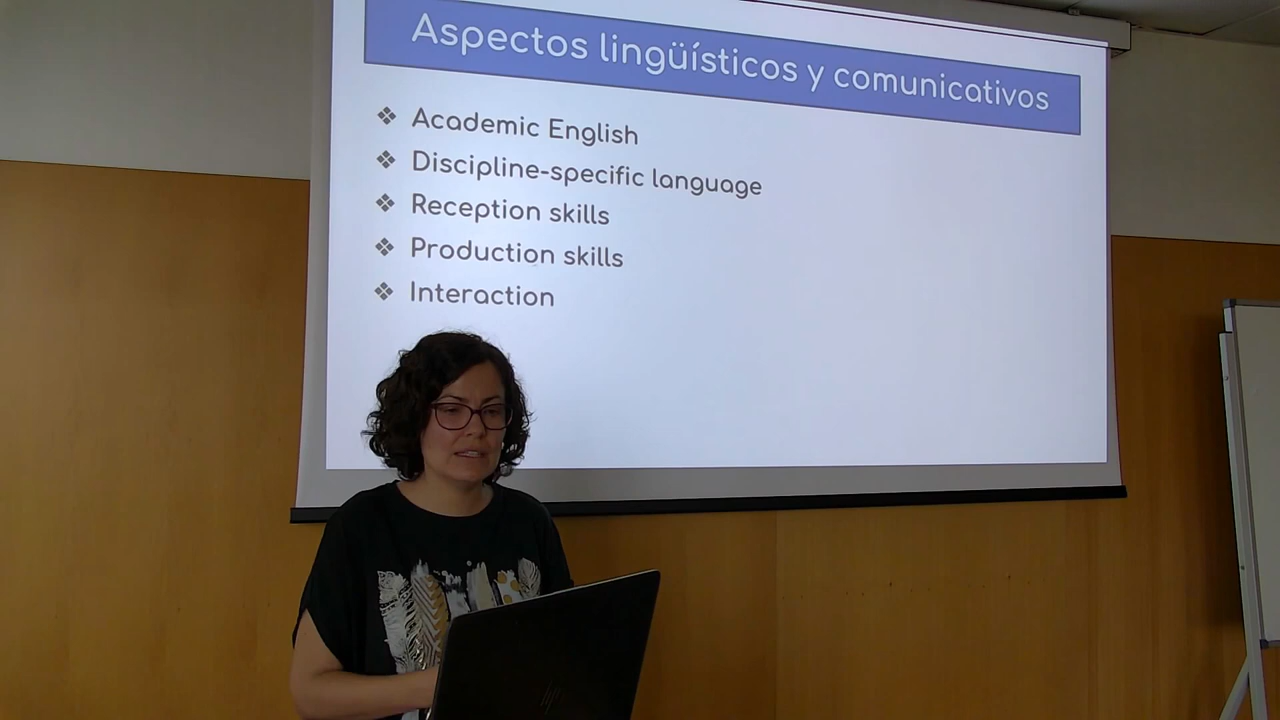 Aspectos lingüísticos y comunicativos
Academic English
Discipline-specific language
Reception skills
Production skills
Interaction